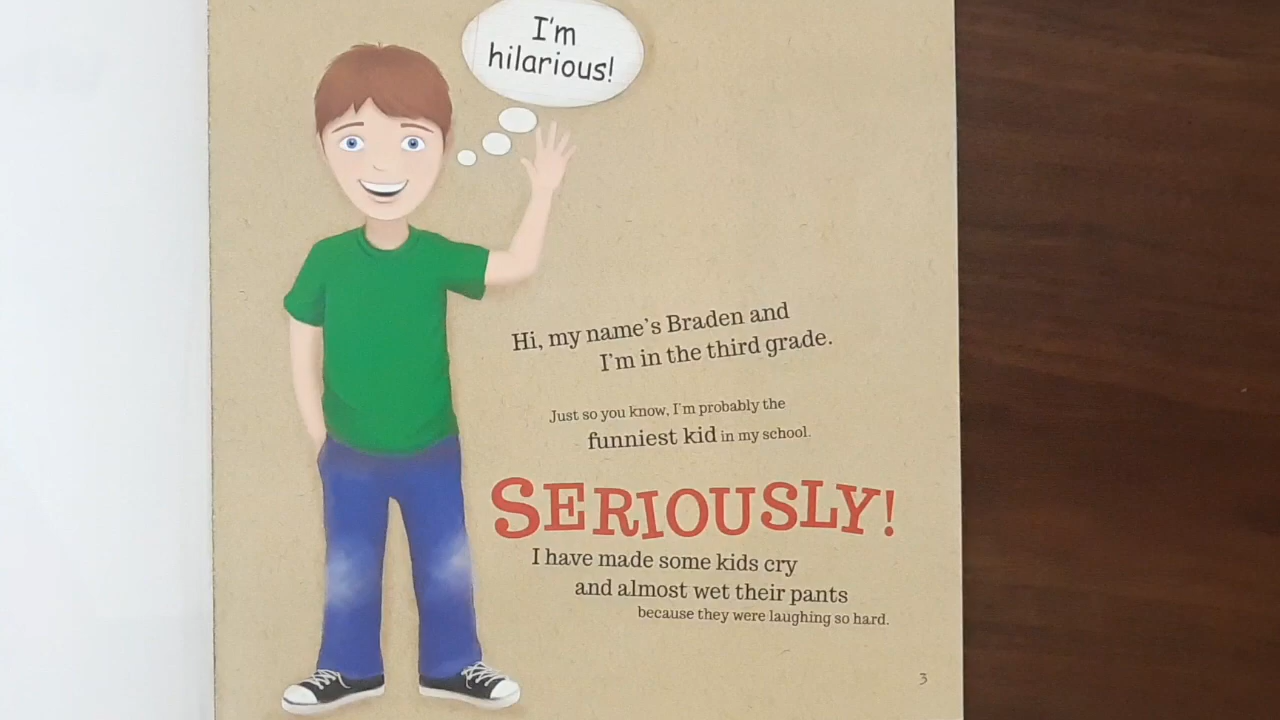 I'm
hilarious!
Hi, my name's Braden and
I'm in the third grade.
Just so you know, I'm probably the
funniest kid in my school.
SERIOUSLY!
I have made some kids cry
and almost wet their pants
because they were laughing so hard.
3